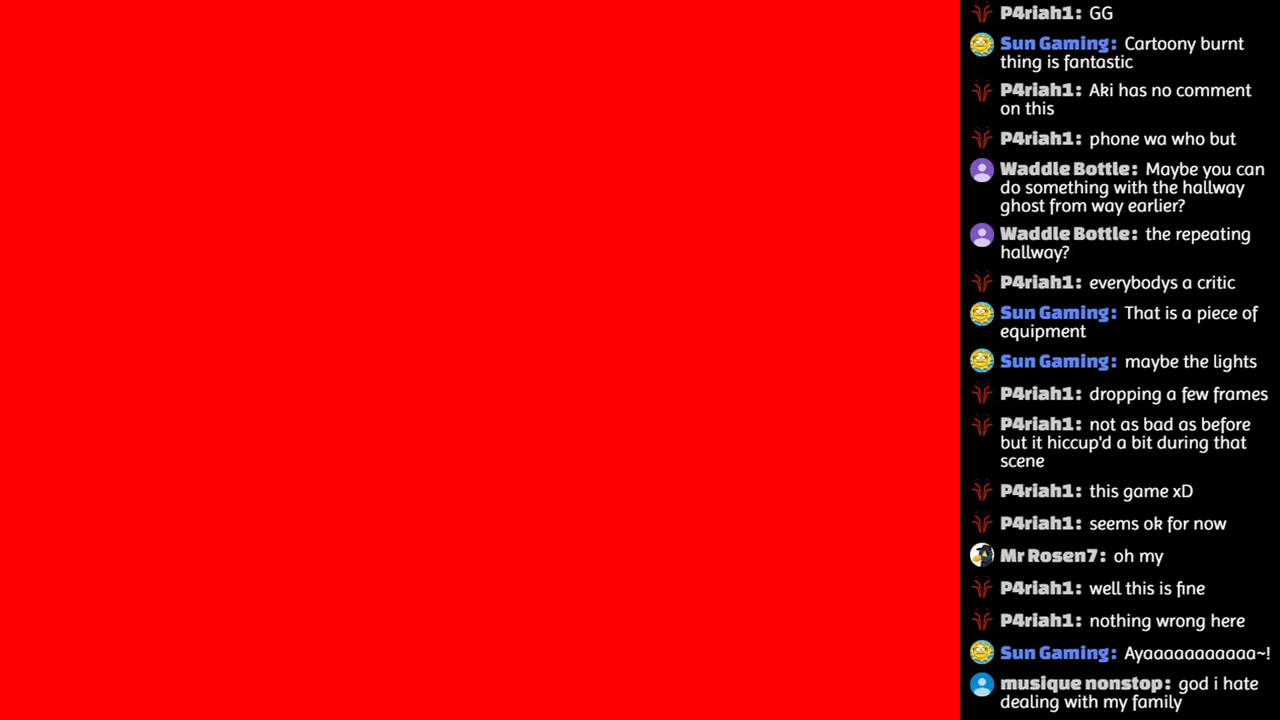 P4riah1: GG
Sun Gaming: Cartoony burnt
thing is fantastic
P4riah1: Aki has no comment
on this
P4riah1: phone wa who but
Waddle Bottle: Maybe you can
do something with the hallway
ghost from way earlier?
Waddle Bottle: the repeating
hallway?
P4riah1: everybodys a critic
Sun Gaming: That is a piece of
equipment
Sun Gaming: maybe the lights
P4riah1: dropping a few frames
P4riah1: not as bad as before
but it hiccup'd a bit during that
scene
P4riah1: this game xD
P4riah1: seems ok for now
Mr Rosen7: oh my
P4riah1: well this is fine
P4riah1: nothing wrong here
Sun Gaming: Ayaaaaaaaaaaa~!
musique nonstop: god i hate
dealing with my family